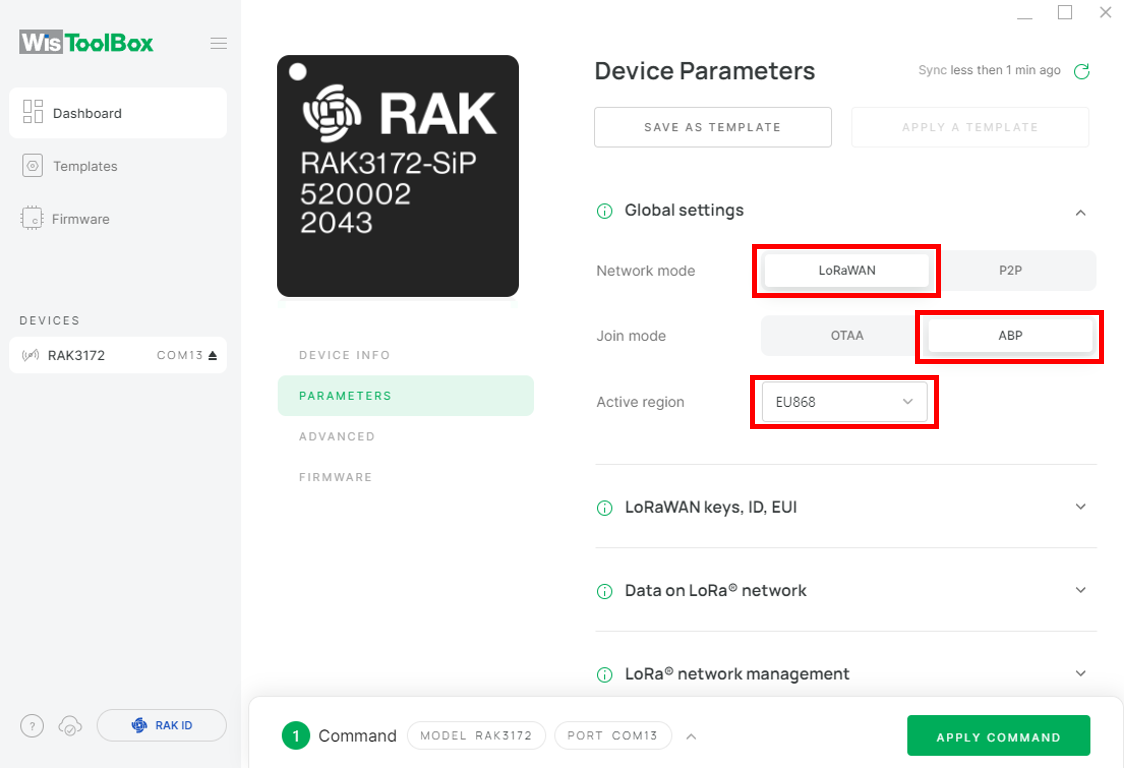 WisToolBox
Dashboard
Templates
Firmware
DEVICES
RAK3172 COM13
? RAK ID
RAK
RAK3172-SiP
520002
2043
DEVICE INFO
PARAMETERS
ADVANCED
FIRMWARE
Device Parameters
Sync less then 1 min ago
SAVE AS TEMPLATE APPLY A TEMPLATE
Global settings
Network mode LoRaWAN P2P
Join mode OTAA ABP
Active region EU868
LoRaWAN keys, ID, EUI
Data on LoRa® network
LoRa® network management
1 Command MODEL RAK3172 PORT COM13 APPLY COMMAND